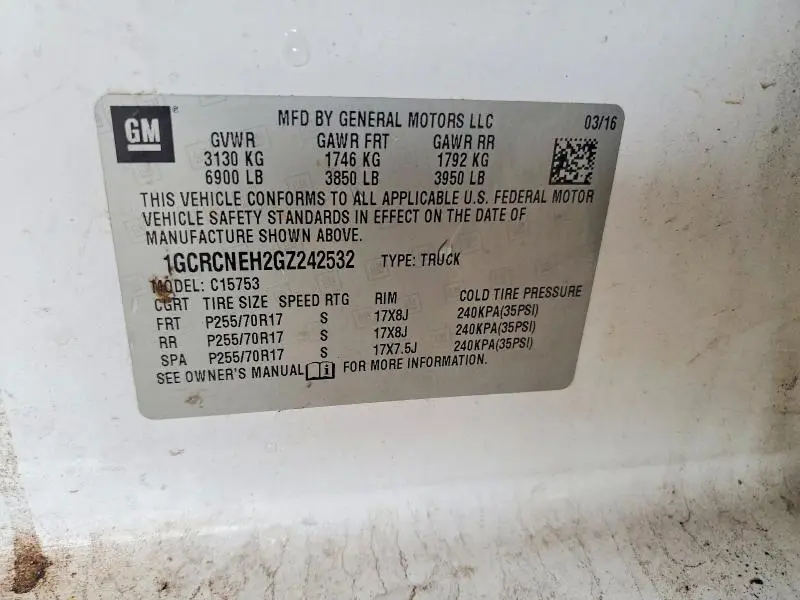 GM
MFD BY GENERAL MOTORS LLC 03/16
GVWR GAWR FRT GAWR RR
3130 KG 1746 KG 1792 KG
6900 LB 3850 LB 3950 LB
THIS VEHICLE CONFORMS TO ALL APPLICABLE U.S. FEDERAL MOTOR
VEHICLE SAFETY STANDARDS IN EFFECT ON THE DATE OF
MANUFACTURE SHOWN ABOVE.
1GCRCNEH2GZ242532 TYPE: TRUCK
MODEL: C15753
CGRT TIRE SIZE SPEED RTG RIM COLD TIRE PRESSURE
FRT P255/70R17 S 17X8J 240KPA(35PSI)
RR P255/70R17 S 17X8J 240KPA(35PSI)
SPA P255/70R17 S 17X7.5J 240KPA(35PSI)
SEE OWNER'S MANUAL FOR MORE INFORMATION.